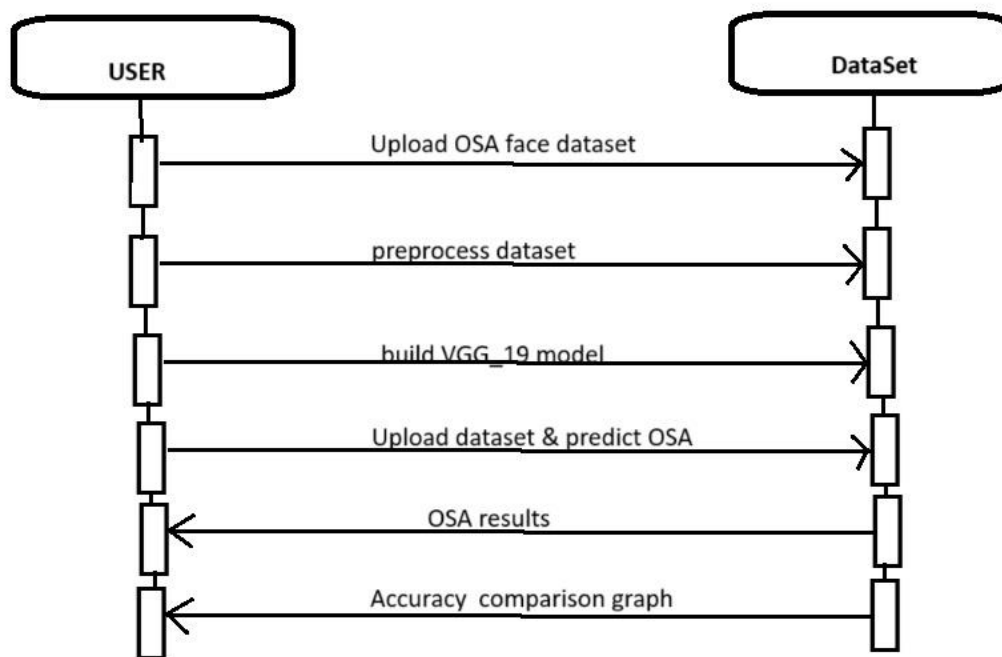 USER
DataSet
Upload OSA face dataset
preprocess dataset
build VGG_19 model
Upload dataset & predict OSA
OSA results
Accuracy comparison graph